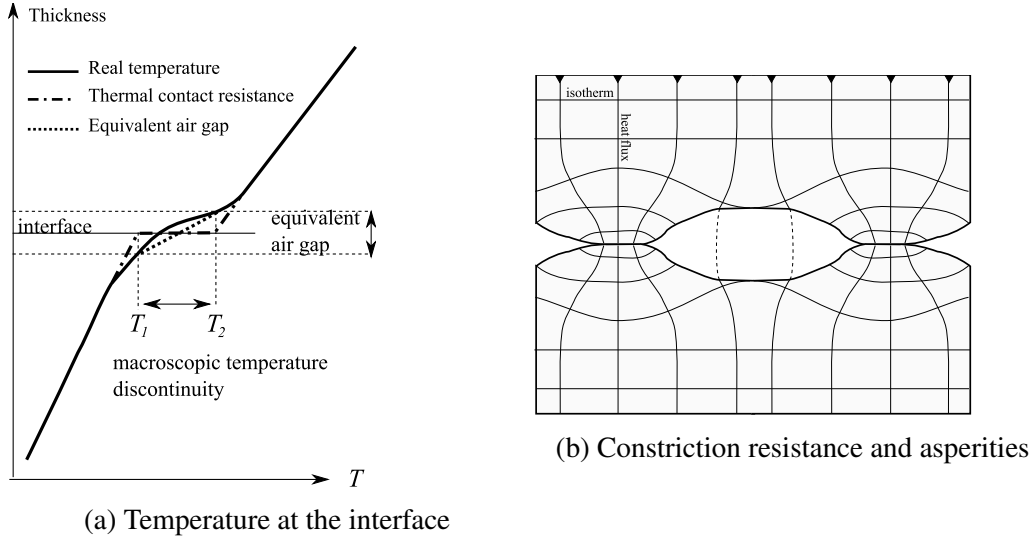 Thickness
Real temperature
Thermal contact resistance
Equivalent air gap
interface
equivalent
air gap
T1 T2
macroscopic temperature
discontinuity
T
(a) Temperature at the interface
isotherm
heat flux
(b) Constriction resistance and asperities